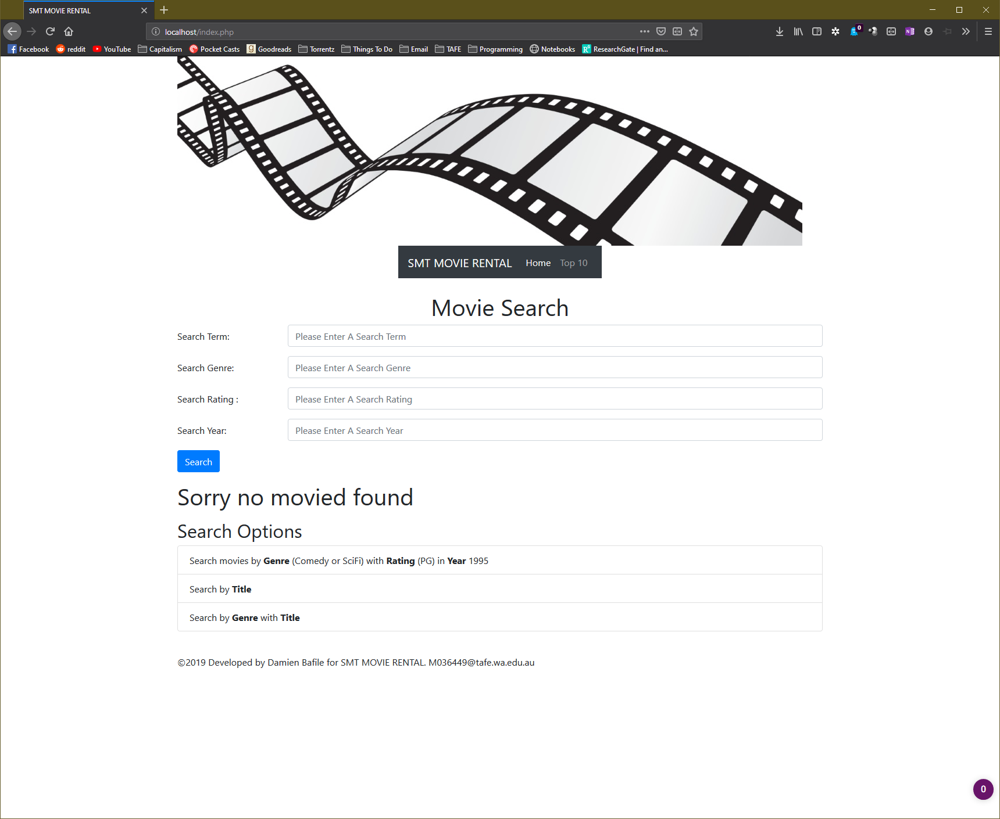 SMT MOVIE RENTAL
localhost/index.php
0
N
Facebook reddit YouTube Capitalism Pocket Casts g Goodreads Torrentz Things To Do Email TAFE Programming Notebooks RG ResearchGate | Find an...
SMT MOVIE RENTAL Home Top 10
Movie Search
Search Term: Please Enter A Search Term
Search Genre: Please Enter A Search Genre
Search Rating : Please Enter A Search Rating
Search Year: Please Enter A Search Year
Search
Sorry no movied found
Search Options
Search movies by Genre (Comedy or SciFi) with Rating (PG) in Year 1995
Search by Title
Search by Genre with Title
©2019 Developed by Damien Bafile for SMT MOVIE RENTAL. M036449@tafe.wa.edu.au
0